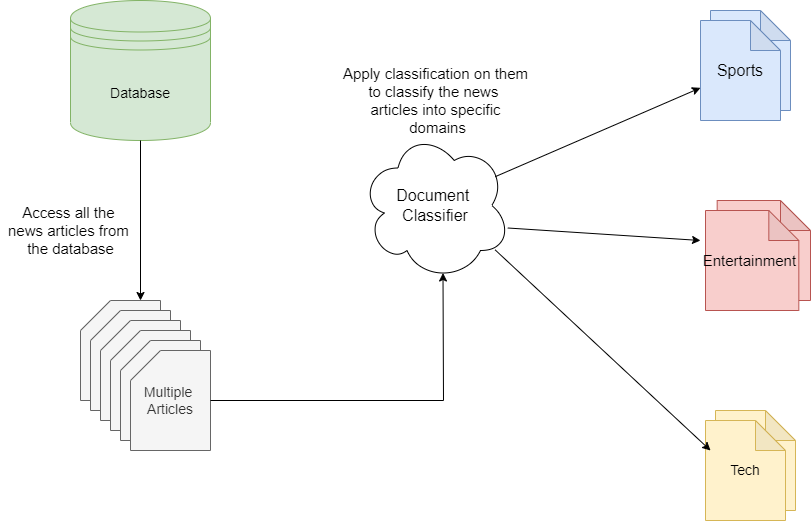 Database
Apply classification on them
to classify the news
articles into specific
domains
Sports
Document
Classifier
Access all the
news articles from
the database
Entertainment
Multiple
Articles
Tech